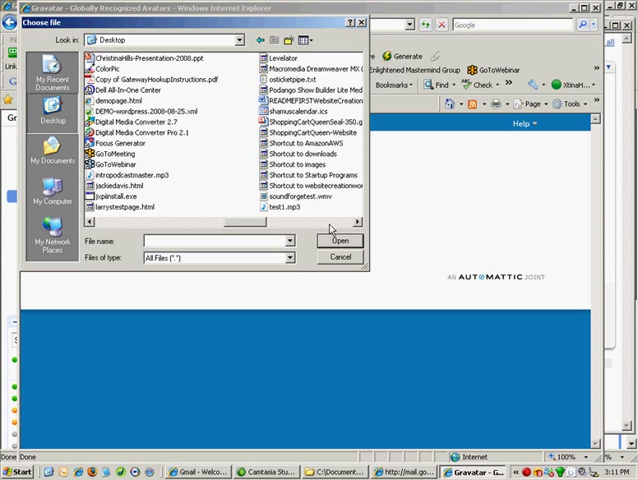 Gravatar - Globally Recognized Avatars - Windows Internet Explorer
Choose file
Look in:
Desktop
Google
Generate
Enlightened Mastermind Group
GoToWebinar
Bookmarks
Find
Check
XtinaH
Page
Tools
Help
My Recent
Documents
Desktop
My Documents
My Computer
My Network
Places
ChristinaHills-Presentation-2008.ppt
ColorPic
Copy of GatewayHookupInstructions.pdf
Dell All-In-One Center
demopage.html
DEMO-wordpress.2008-08-25.xml
Digital Media Converter 2.7
Digital Media Converter Pro 2.1
Focus Generator
GoToMeeting
GoToWebinar
intropodcastmaster.mp3
jackiedavis.html
jxpiinstall.exe
larrystestpage.html
Levelator
Macromedia Dreamweaver MX (
osticketpipe.txt
Podango Show Builder Lite Med
READMEFIRSTWebsiteCreation
shamuscalendar.ics
ShoppingCartQueenSeal-350.g
ShoppingCartQueen-Website
Shortcut to AmazonAWS
Shortcut to downloads
Shortcut to images
Shortcut to Startup Programs
Shortcut to websitecreationwor
soundforgetest.wmv
test1.mp3
File name:
Open
Files of type:
All Files (*.*)
Cancel
AN AUTOMATTIC JOINT
Done
Internet
100%
Start
Gmail - Welco...
Camtasia Stu...
C:\Document...
http://mail.go...
Gravatar - G...
3:11 PM